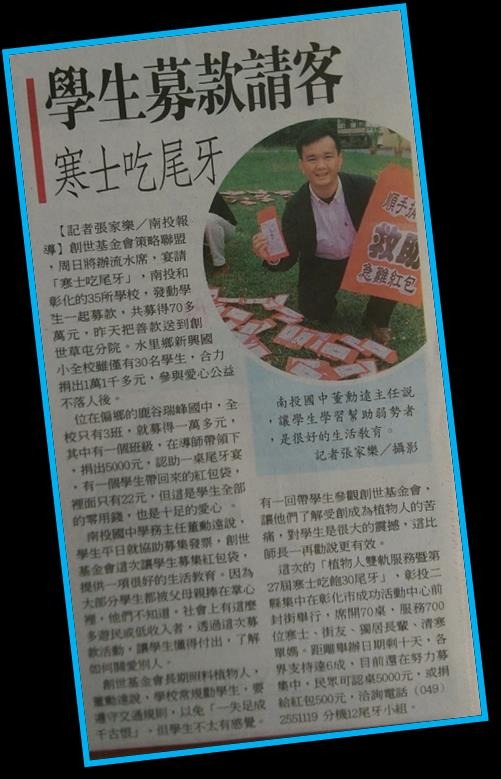 學生募款請客
寒士吃尾牙
【記者張家樂／南投報
導】創世基金會策略聯盟
，周日將辦流水席，宴請
「寒士吃尾牙」，南投和
彰化的35所學校，發動學
生一起募款，共募得70多
萬元，昨天把善款送到創
世草屯分院。水里鄉新興國
小全校雖僅有30名學生，合力
捐出1萬1千多元，參與愛心公益
不落人後。
位在偏鄉的鹿谷瑞峰國中，全
校只有3班，就募得一萬多元，
其中有一個班級，在導師帶領下
，捐出5000元，認助一桌尾牙宴
，有一個學生帶回來的紅包袋，
裡面只有22元，但這是學生全部
的零用錢，也是十足的愛心。
南投國中學務主任董勳遠說，
學生平日就協助募集發票，創世
基金會這次讓學生募集紅包袋，
提供一項很好的生活教育。因為
大部分學生都被父母親捧在掌心
裡，他們不知道。社會上有這麼
多遊民或低收入者，透過這次募
款活動，讓學生懂得付出，了解
如何關愛別人。
創世基金會長期照料植物人，
董勳遠說，學校常規勸學生，要
遵守交通規則，以免「一失足成
千古恨」，但學生不太有感覺。
順手捐
救助
急難紅包
南投國中董勳遠主任說
，讓學生學習幫助弱勢者
，是很好的生活教育。
記者張家樂／攝影
有一回帶學生參觀創世基金會，
讓他們了解受創成為植物人的苦
痛，對學生是很大的震撼，這比
師長一再勸說更有效。
這次的「植物人雙軌服務暨第
27屆寒士吃飽30尾牙」，彰投二
縣集中在彰化市成功活動中心前
封街舉行，席開70桌，服務700
位寒士、街友、獨居長輩、清寒
單媽。距離舉辦日期剩十天，各
界支持達6成，目前還在努力募
集中，民眾可認桌5000元，或捐
給紅包500元，洽詢電話（049）
2551119 分機12尾牙小組。